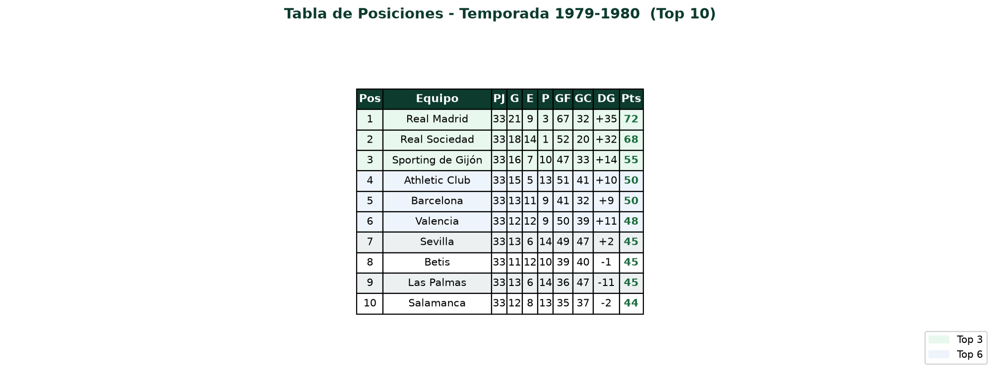 Tabla de Posiciones - Temporada 1979-1980 (Top 10)
Pos Equipo PJ G E P GF GC DG Pts
1 Real Madrid 33 21 9 3 67 32 +35 72
2 Real Sociedad 33 18 14 1 52 20 +32 68
3 Sporting de Gijón 33 16 7 10 47 33 +14 55
4 Athletic Club 33 15 5 13 51 41 +10 50
5 Barcelona 33 13 11 9 41 32 +9 50
6 Valencia 33 12 12 9 50 39 +11 48
7 Sevilla 33 13 6 14 49 47 +2 45
8 Betis 33 11 12 10 39 40 -1 45
9 Las Palmas 33 13 6 14 36 47 -11 45
10 Salamanca 33 12 8 13 35 37 -2 44
Top 3
Top 6